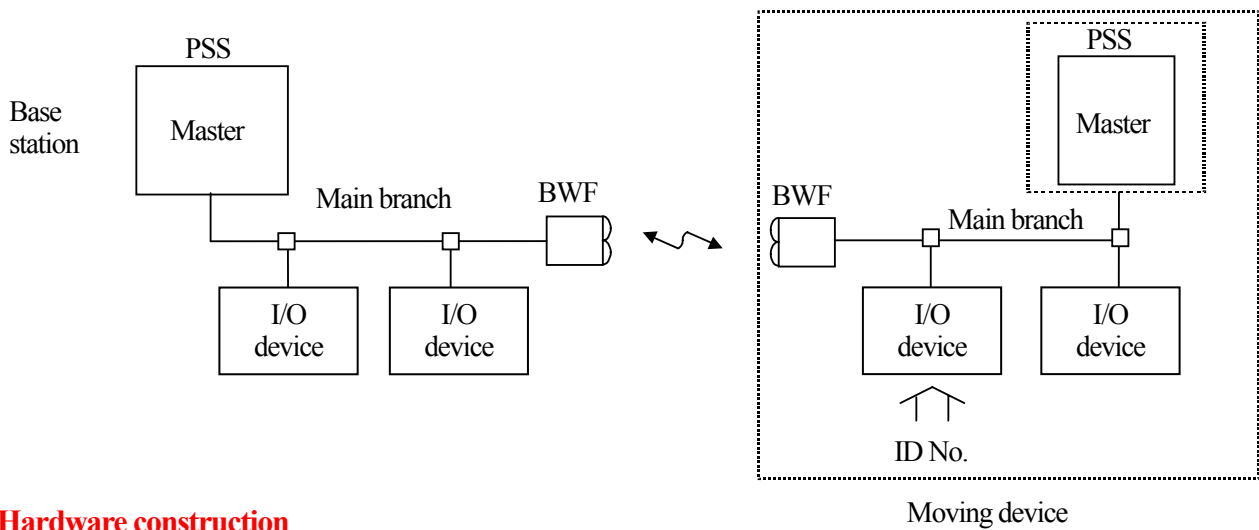 PSS
Base
station
Master
Main branch
BWF
I/O
device
I/O
device
PSS
Master
BWF
Main branch
I/O
device
I/O
device
ID No.
Moving device
Hardware construction